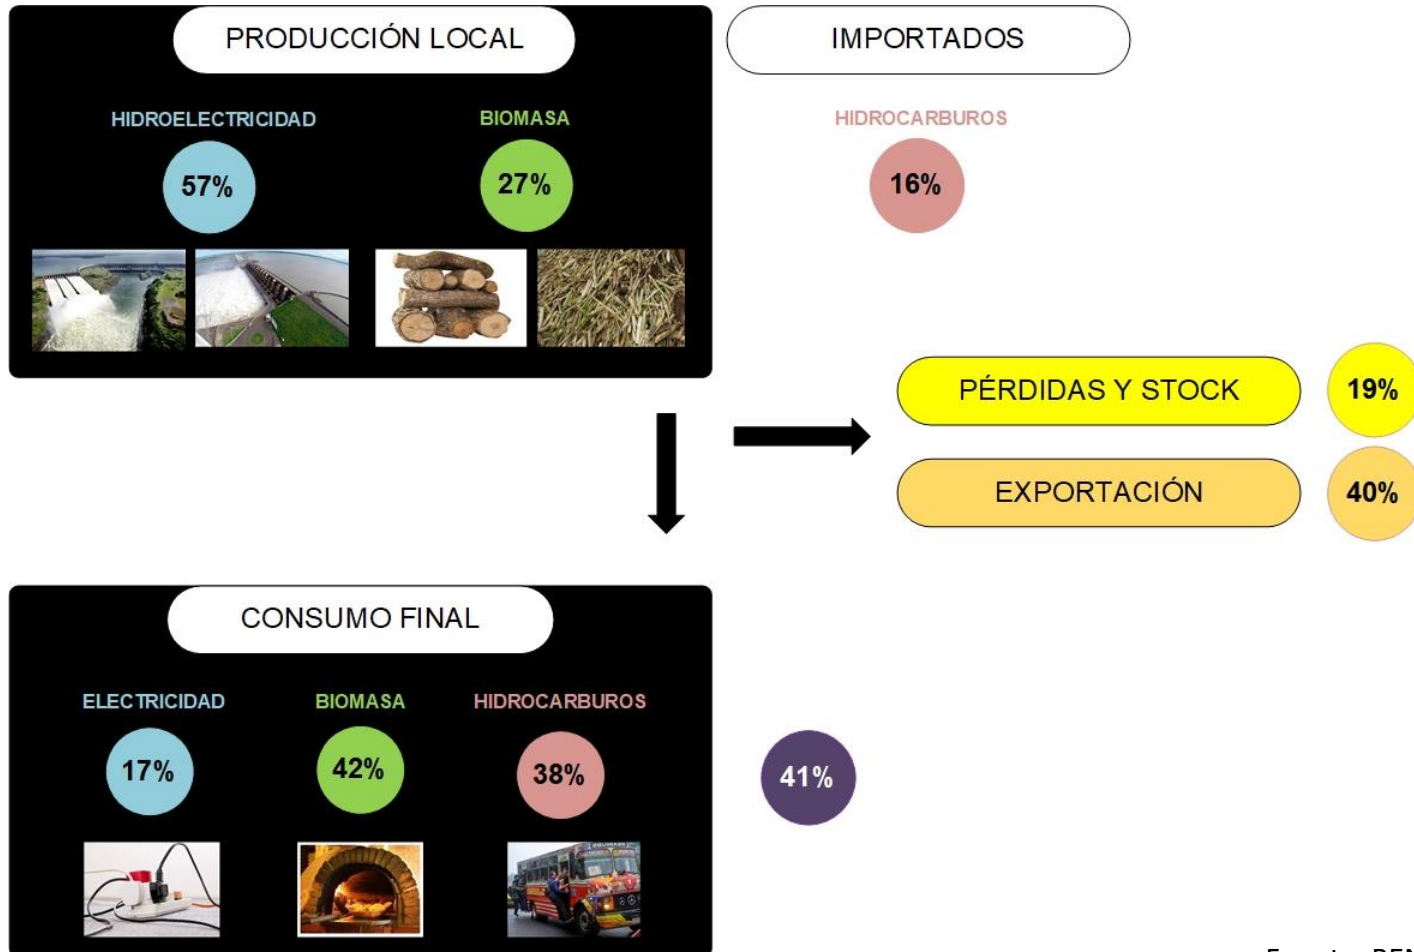 PRODUCCIÓN LOCAL
IMPORTADOS
HIDROELECTRICIDAD
BIOMASA
HIDROCARBUROS
57%
27%
16%
PÉRDIDAS Y STOCK
19%
EXPORTACIÓN
40%
CONSUMO FINAL
ELECTRICIDAD
BIOMASA
HIDROCARBUROS
17%
42%
38%
41%